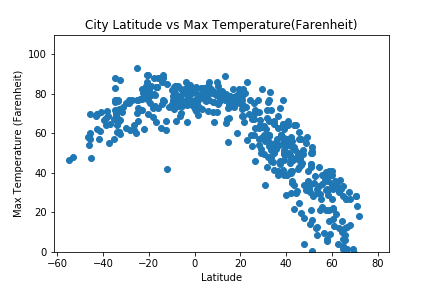 City Latitude vs Max Temperature(Farenheit)
Max Temperature (Farenheit)
100
80
60
40
20
0
−60 −40 −20 0 20 40 60 80
Latitude